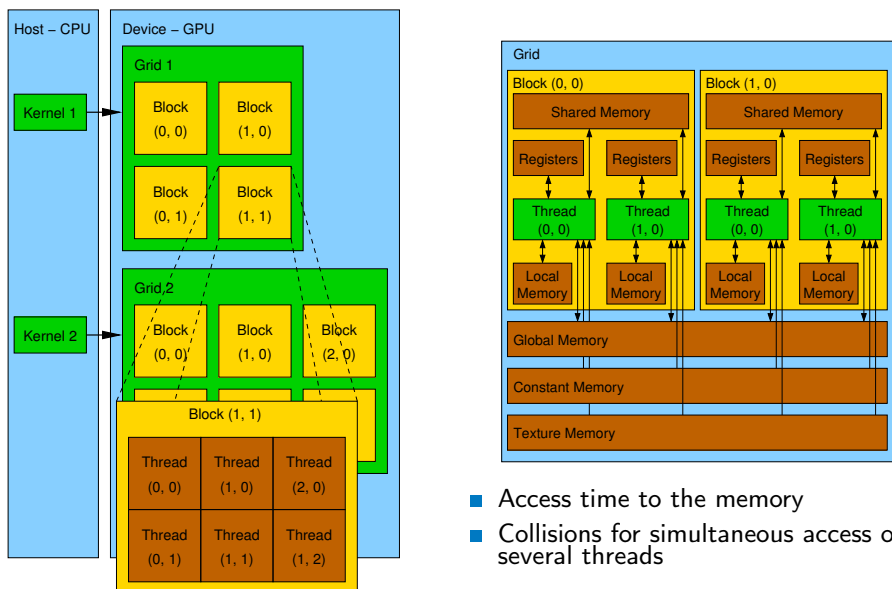 Host – CPU
Device – GPU
Grid 1
Kernel 1
Block
(0, 0)
Block
(1, 0)
Block
(0, 1)
Block
(1, 1)
Grid 2
Kernel 2
Block
(0, 0)
Block
(1, 0)
Block
(2, 0)
Block (1, 1)
Thread
(0, 0)
Thread
(1, 0)
Thread
(2, 0)
Thread
(0, 1)
Thread
(1, 1)
Thread
(1, 2)
Grid
Block (0, 0)
Shared Memory
Registers
Registers
Thread
(0, 0)
Thread
(1, 0)
Local
Memory
Local
Memory
Block (1, 0)
Shared Memory
Registers
Registers
Thread
(0, 0)
Thread
(1, 0)
Local
Memory
Local
Memory
Global Memory
Constant Memory
Texture Memory
Access time to the memory
Collisions for simultaneous access
several threads